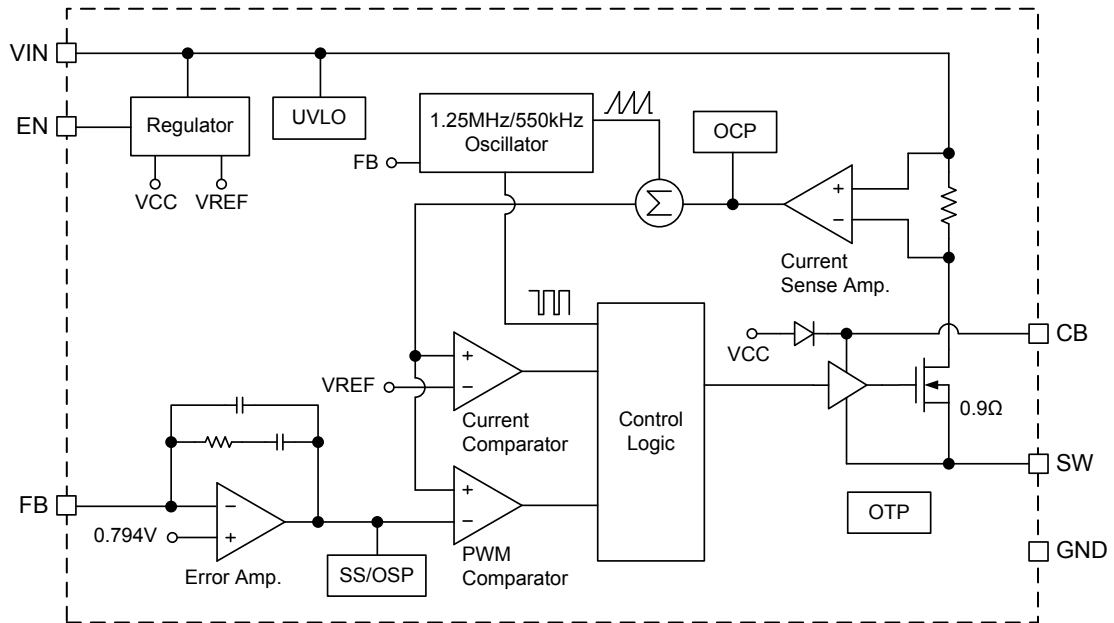 VIN
EN
Regulator
VCC
VREF
UVLO
1.25MHz/550kHz
Oscillator
FB
OCP
Σ
+
−
Current
Sense Amp.
VCC
CB
VREF
+
−
Current
Comparator
Control
Logic
0.9Ω
SW
FB
0.794V
−
+
Error Amp.
SS/OSP
+
−
PWM
Comparator
OTP
GND